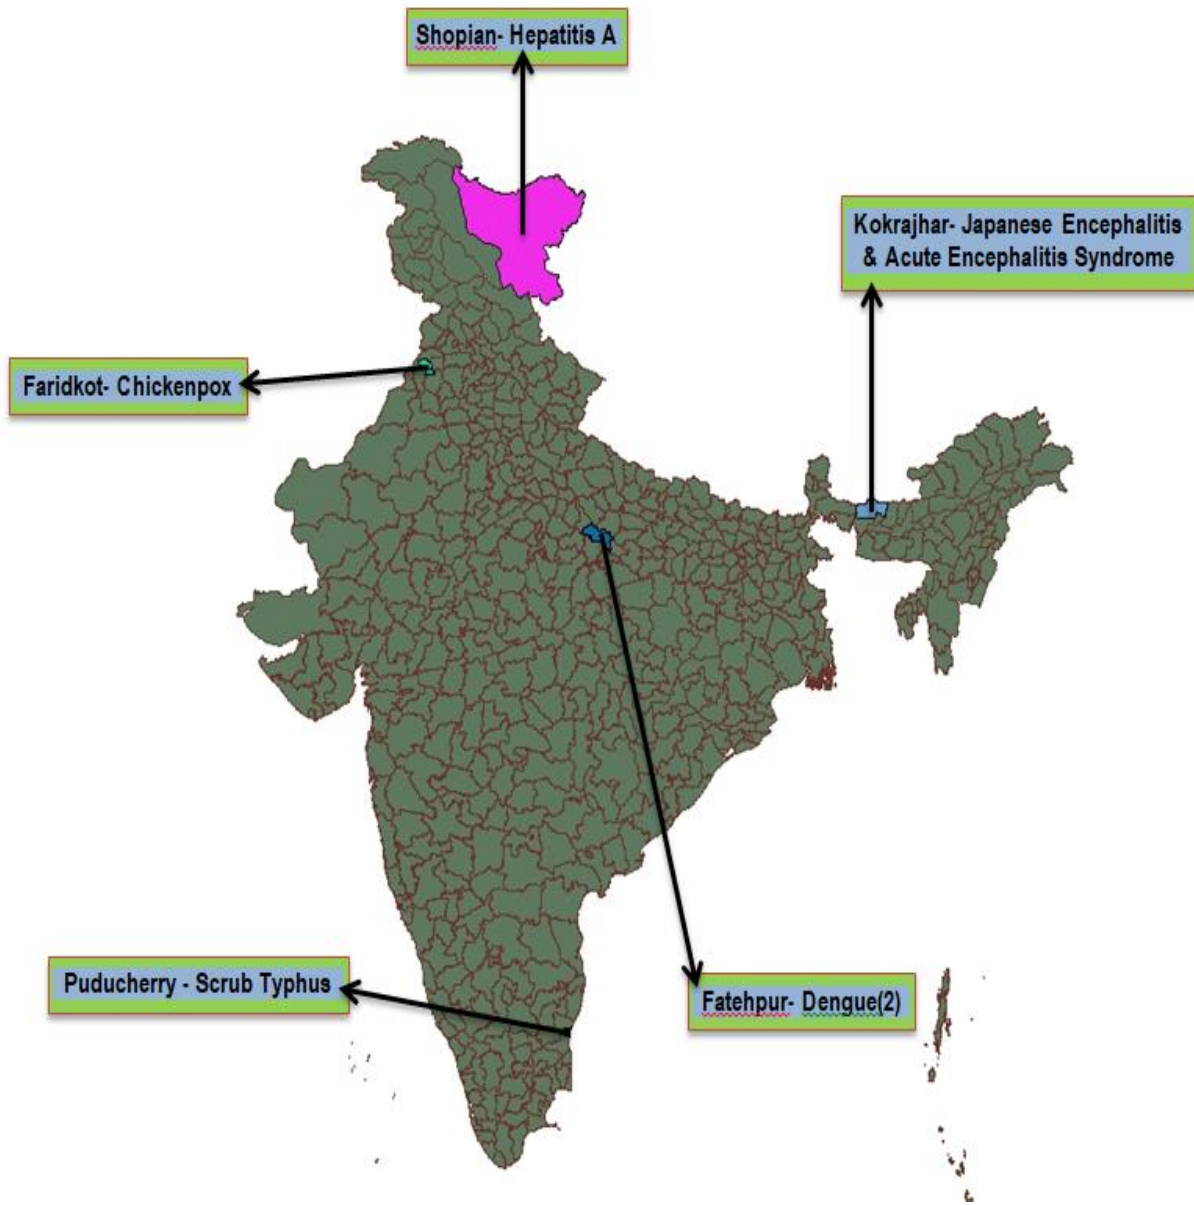 Shopian- Hepatitis A
Kokrajhar- Japanese Encephalitis
& Acute Encephalitis Syndrome
Faridkot- Chickenpox
Puducherry - Scrub Typhus
Fatehpur- Dengue(2)